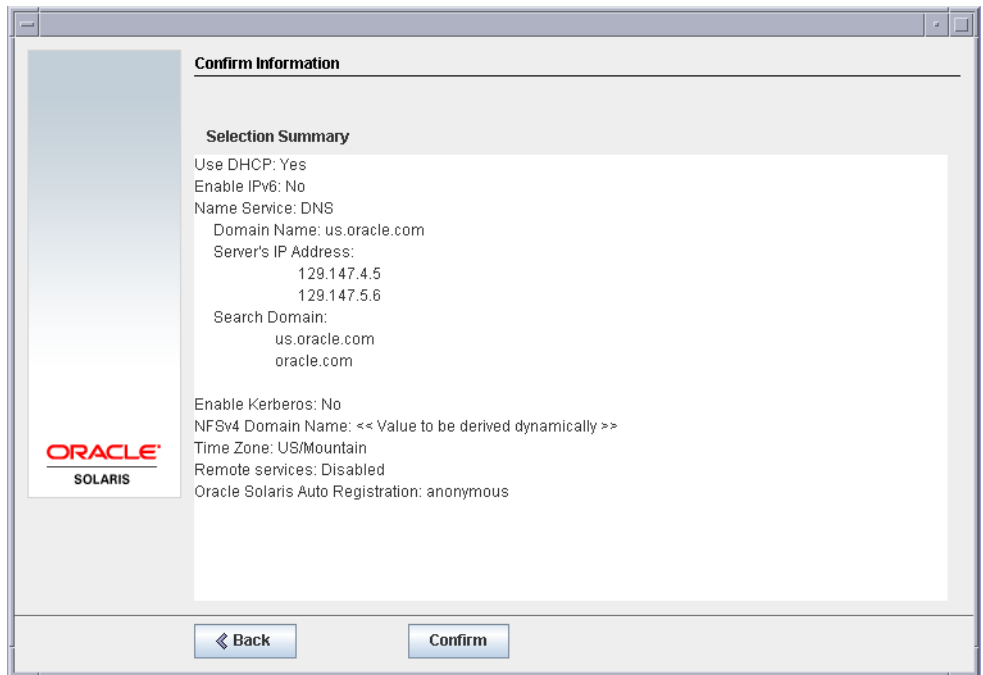 Confirm Information
Selection Summary
Use DHCP: Yes
Enable IPv6: No
Name Service: DNS
Domain Name: us.oracle.com
Server's IP Address:
129.147.4.5
129.147.5.6
Search Domain:
us.oracle.com
oracle.com
Enable Kerberos: No
NFSv4 Domain Name: << Value to be derived dynamically >>
Time Zone: US/Mountain
Remote services: Disabled
Oracle Solaris Auto Registration: anonymous
ORACLE
SOLARIS
Back
Confirm